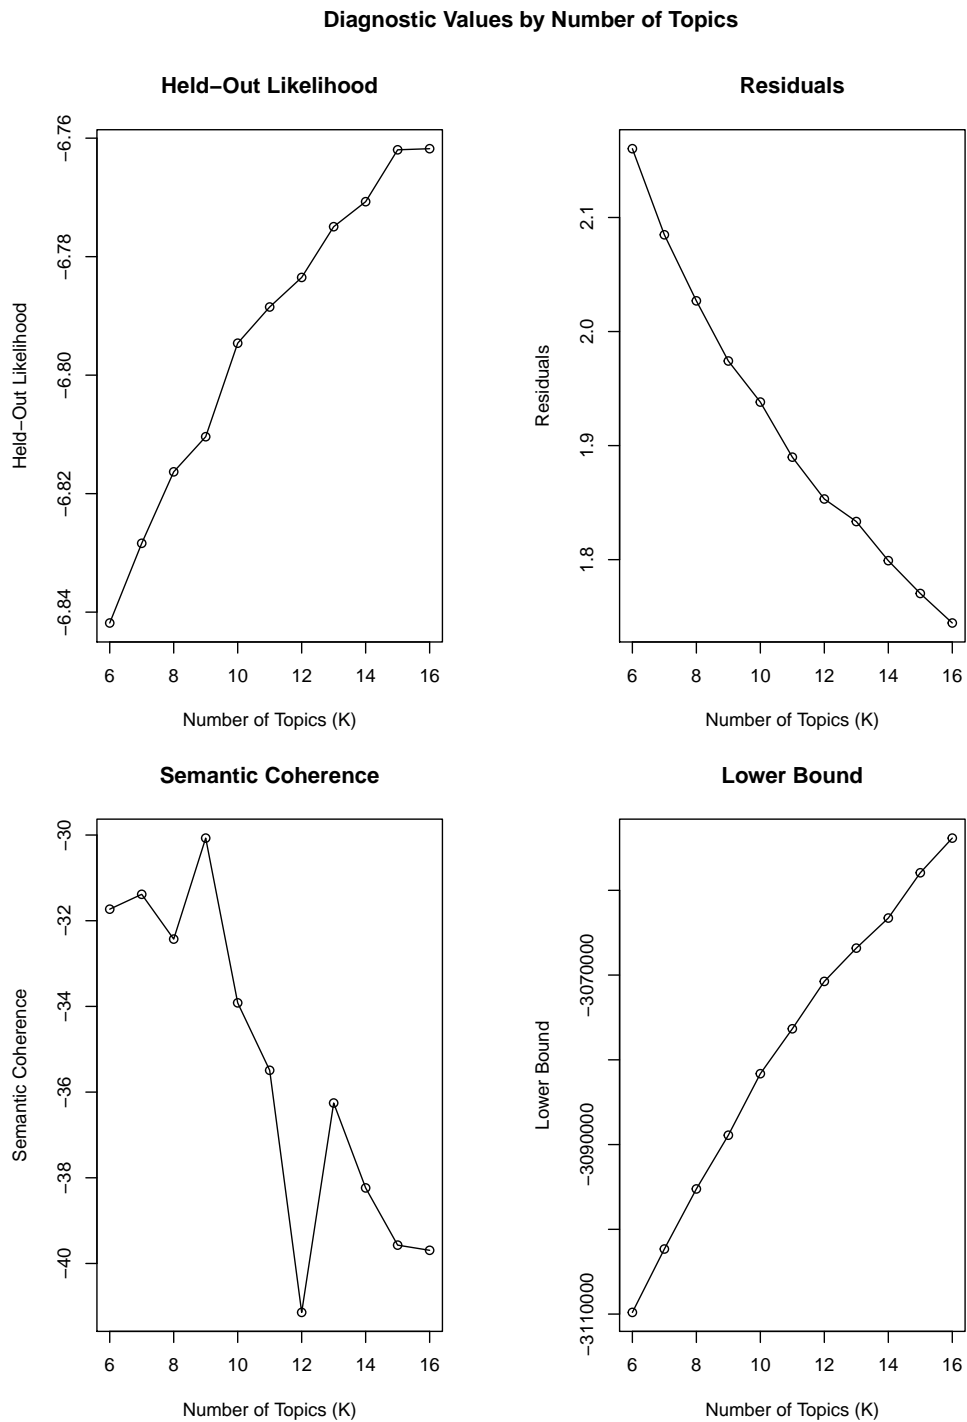 Diagnostic Values by Number of Topics
Held−Out Likelihood
Held−Out Likelihood
−6.76
−6.78
−6.80
−6.82
−6.84
6 8 10 12 14 16
Number of Topics (K)
Residuals
Residuals
2.1
2.0
1.9
1.8
6 8 10 12 14 16
Number of Topics (K)
Semantic Coherence
Semantic Coherence
−30
−32
−34
−36
−38
−40
6 8 10 12 14 16
Number of Topics (K)
Lower Bound
Lower Bound
−3070000
−3090000
−3110000
6 8 10 12 14 16
Number of Topics (K)